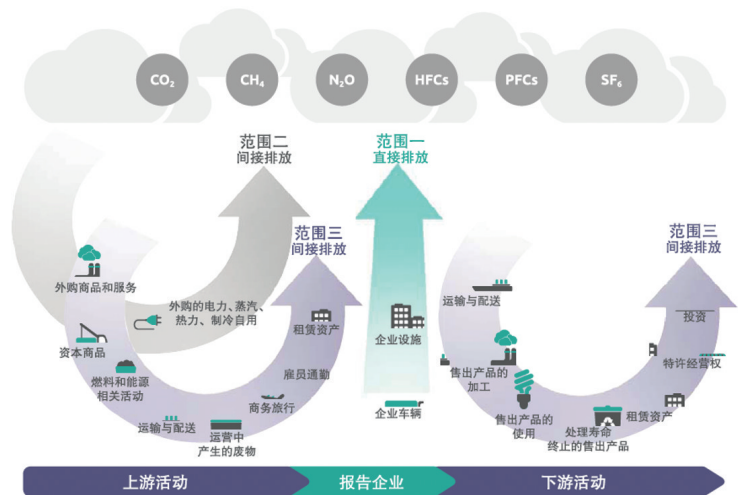 CO₂
CH₄
N₂O
HFCs
PFCs
SF₆
范围二
间接排放
范围一
直接排放
范围三
间接排放
范围三
间接排放
外购商品和服务
外购的电力、蒸汽、
热力、制冷自用
资本商品
燃料和能源
相关活动
运输与配送
运营中
产生的废物
商务旅行
雇员通勤
租赁资产
企业设施
企业车辆
运输与配送
售出产品的
加工
售出产品的
使用
处理寿命
终止的售出产品
租赁资产
特许经营权
投资
上游活动
报告企业
下游活动